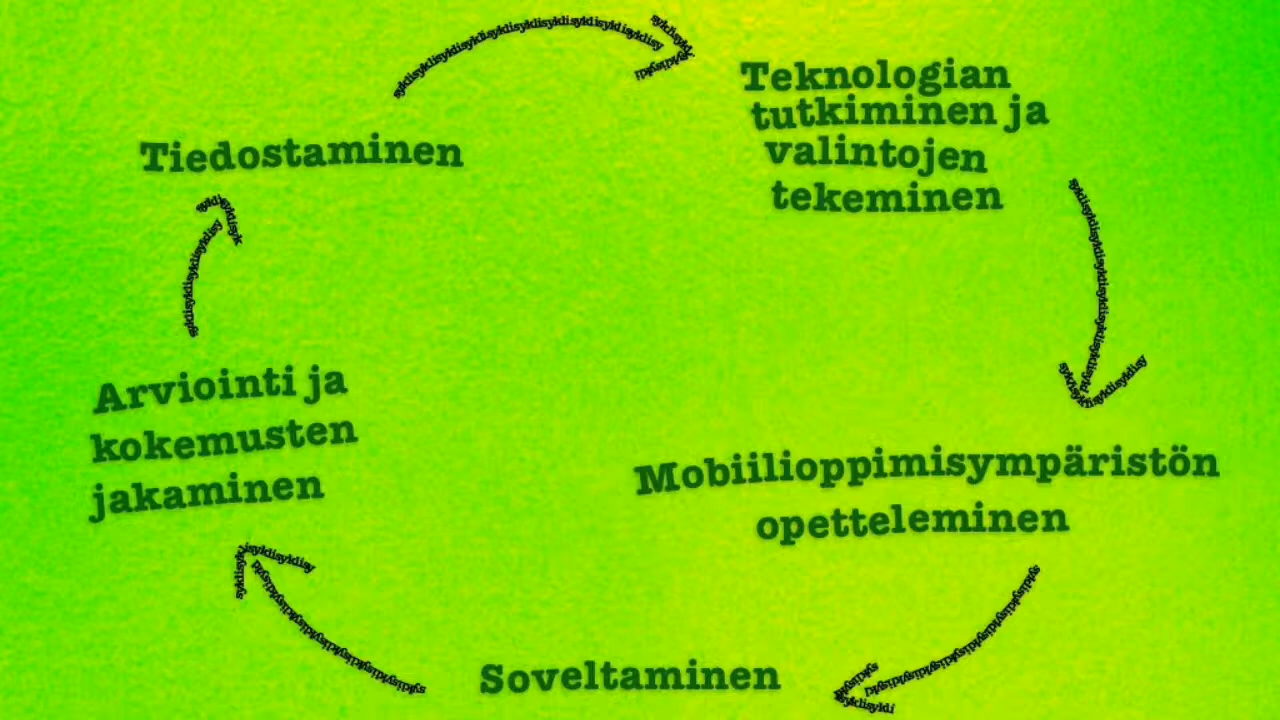 Tiedostaminen
Teknologian
tutkiminen ja
valintojen
tekeminen
Mobiilioppimisympäristön
opetteleminen
Soveltaminen
Arviointi ja
kokemusten
jakaminen